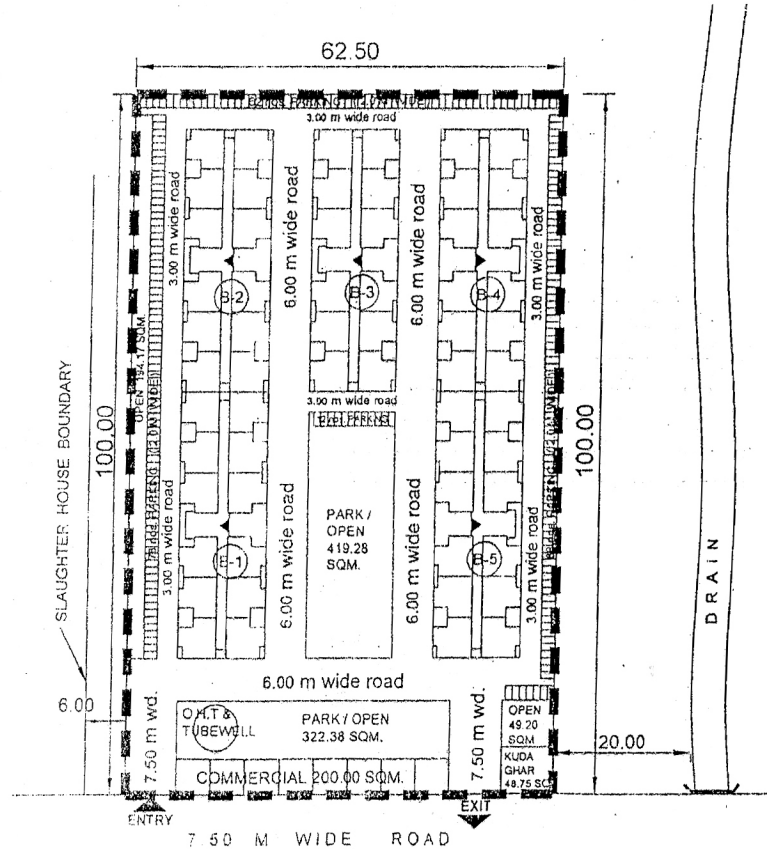 62.50
3.00 m wide road
3.00 m wide road
6.00 m wide road
6.00 m wide road
3.00 m wide road
B-2
B-3
B-4
SLAUGHTER HOUSE BOUNDARY
100.00
100.00
3.00 m wide road
3.00 m wide road
6.00 m wide road
PARK /
OPEN
419.28
SQM.
6.00 m wide road
3.00 m wide road
B-1
B-5
DRAIN
6.00 m wide road
6.00
7.50 m wd.
O.H.T &
TUBEWELL
PARK / OPEN
322.38 SQM.
7.50 m wd.
OPEN
49.20
SQM
20.00
KUDA
GHAR
48.75 SQ
COMMERCIAL 200.00 SQM.
ENTRY
EXIT
7.50 M WIDE ROAD